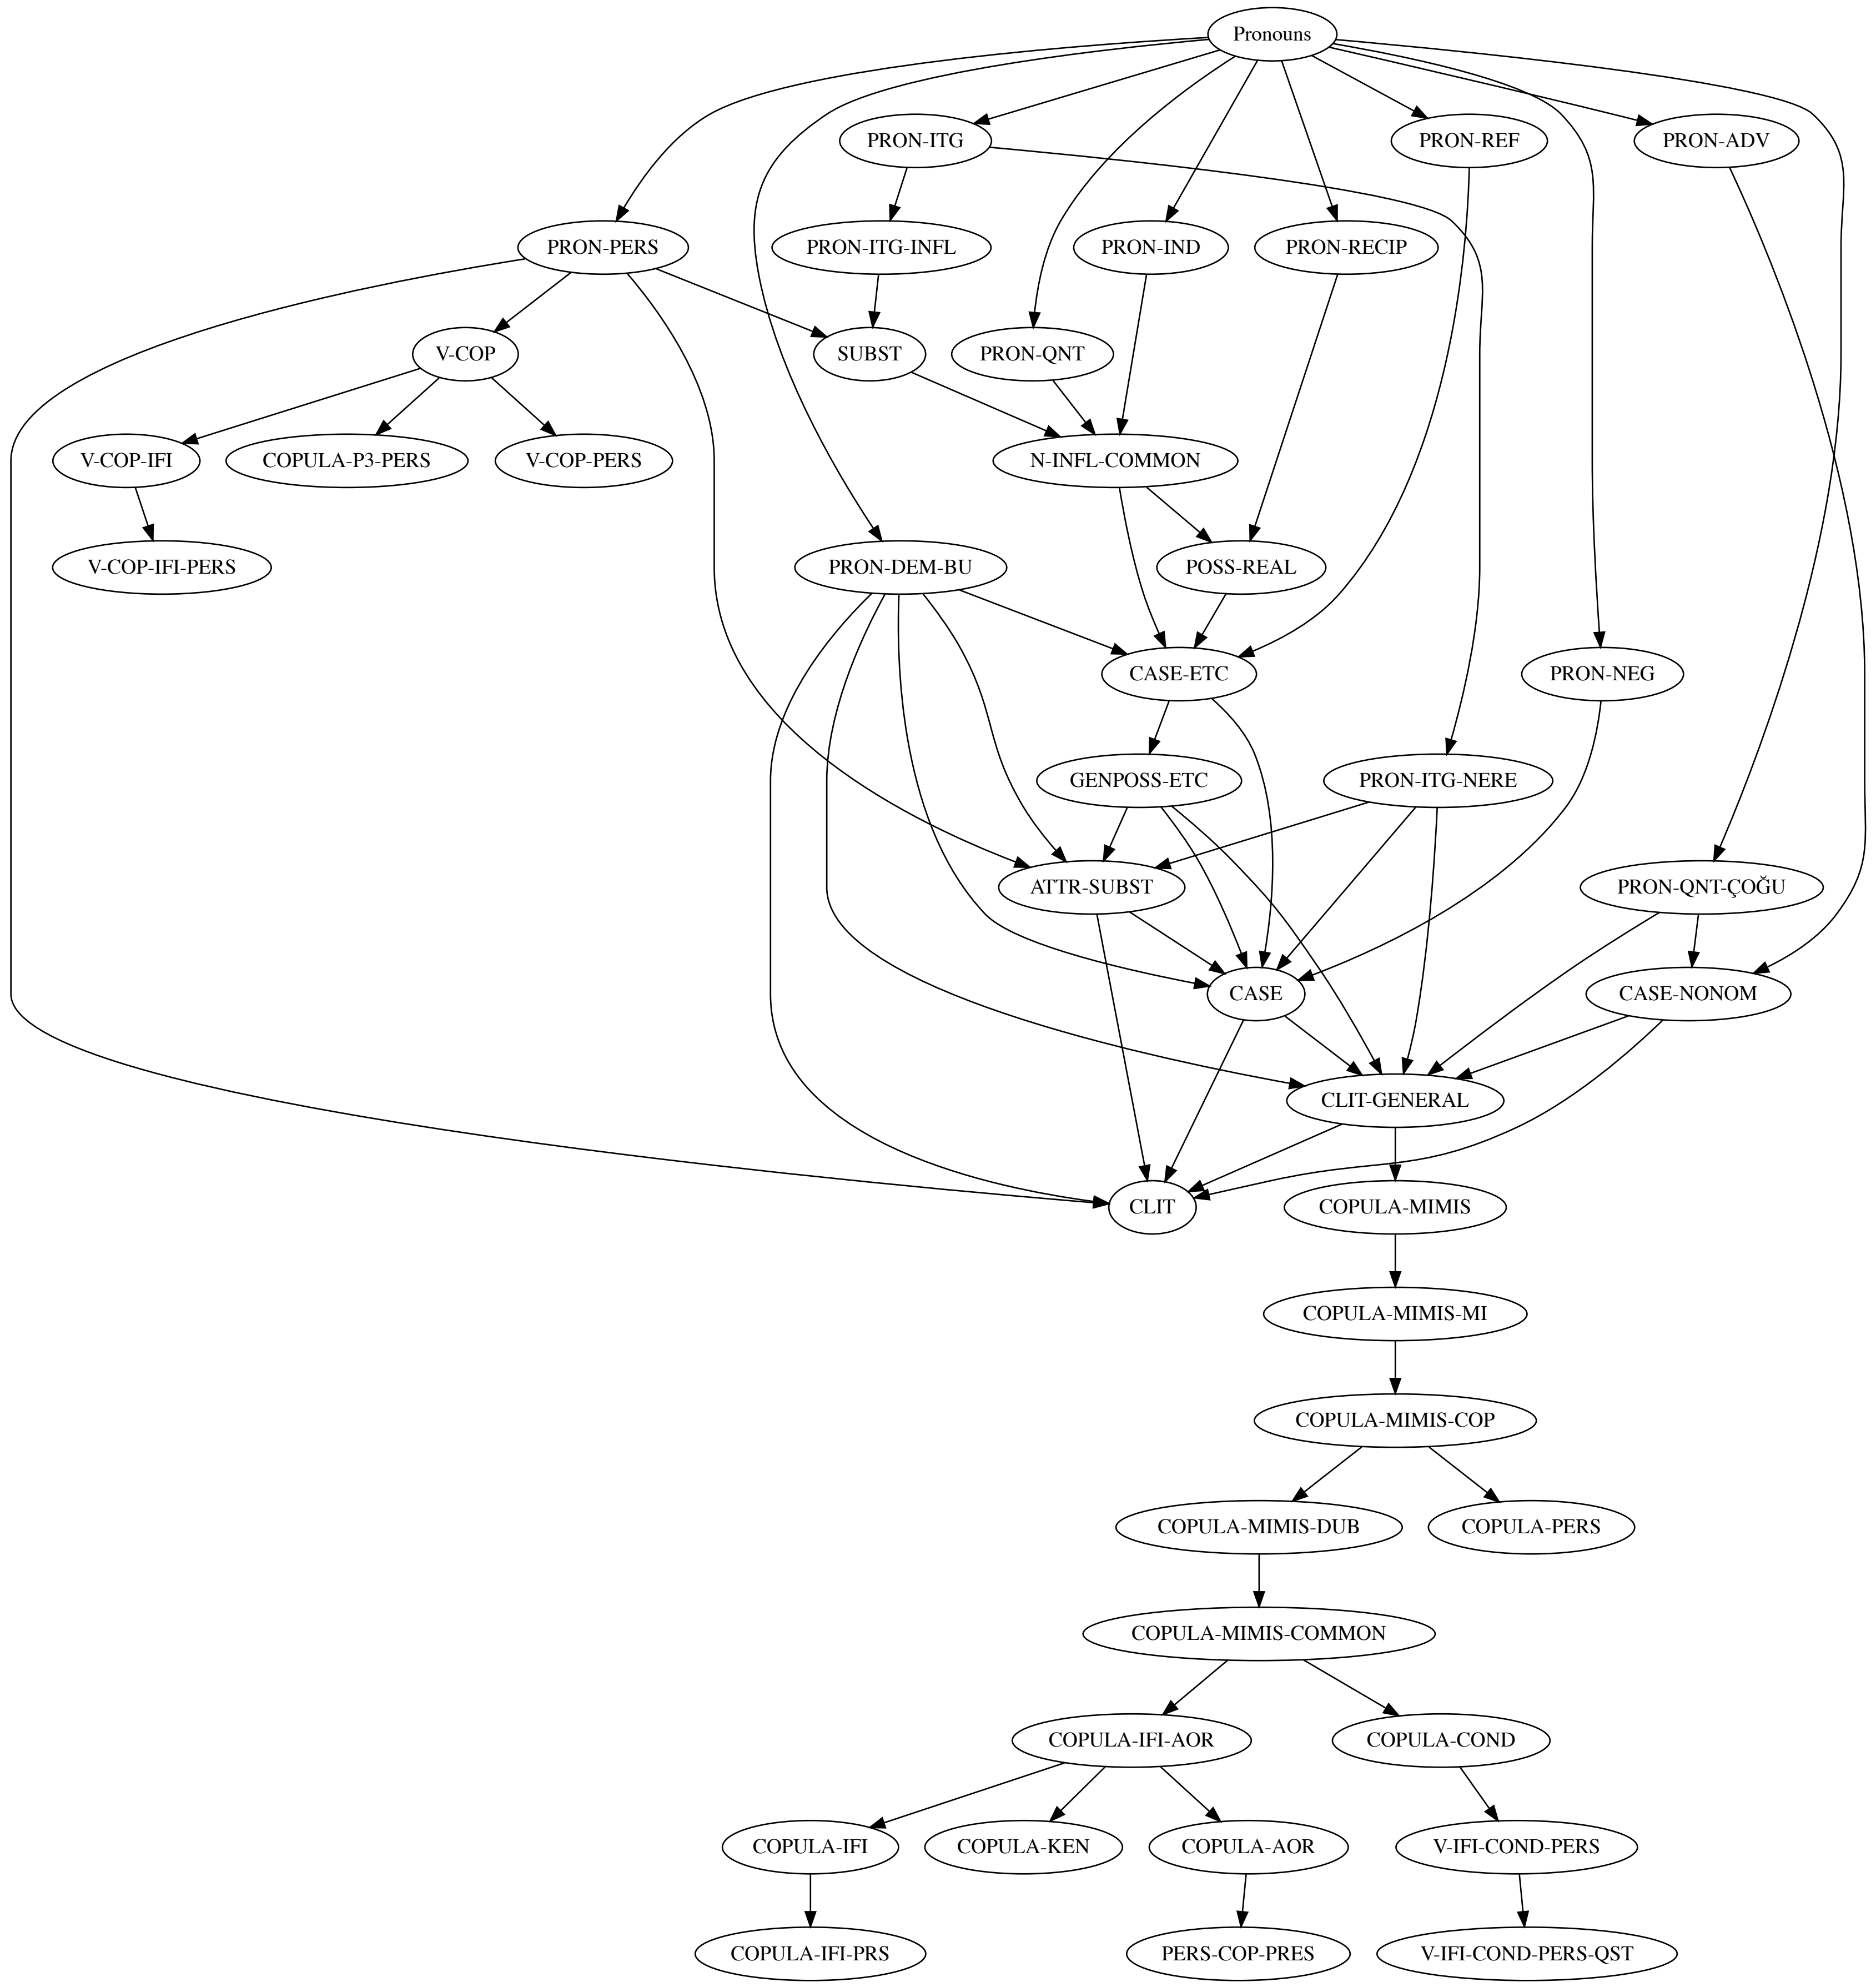 Pronouns
PRON-ITG
PRON-REF
PRON-ADV
PRON-PERS
PRON-ITG-INFL
PRON-IND
PRON-RECIP
V-COP
SUBST
PRON-QNT
V-COP-IFI
COPULA-P3-PERS
V-COP-PERS
N-INFL-COMMON
V-COP-IFI-PERS
PRON-DEM-BU
POSS-REAL
CASE-ETC
PRON-NEG
GENPOSS-ETC
PRON-ITG-NERE
ATTR-SUBST
PRON-QNT-ÇOĞU
CASE
CASE-NONOM
CLIT-GENERAL
CLIT
COPULA-MIMIS
COPULA-MIMIS-MI
COPULA-MIMIS-COP
COPULA-MIMIS-DUB
COPULA-PERS
COPULA-MIMIS-COMMON
COPULA-IFI-AOR
COPULA-COND
COPULA-IFI
COPULA-KEN
COPULA-AOR
V-IFI-COND-PERS
COPULA-IFI-PRS
PERS-COP-PRES
V-IFI-COND-PERS-QST